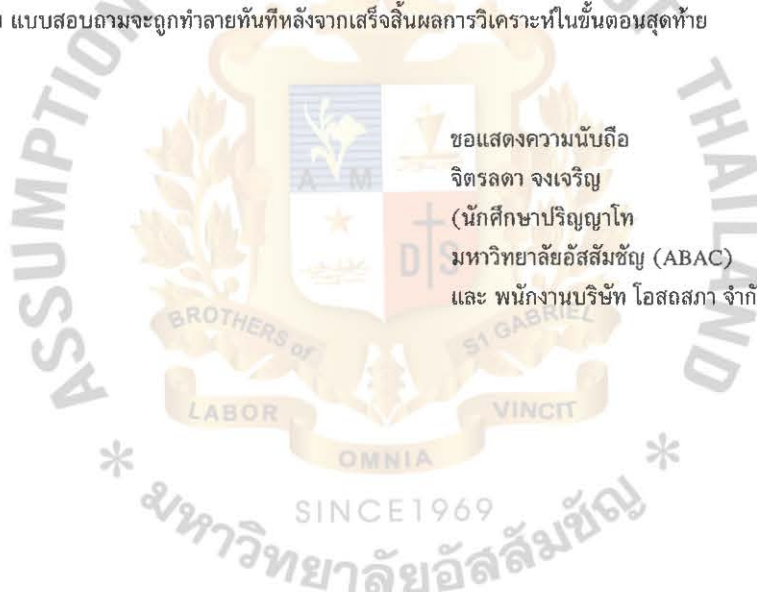 แบบสอบถามจะถูกทำลายทันทีหลังจากเสร็จสิ้นผลการวิเคราะห์ในขั้นตอนสุดท้าย
ขอแสดงความนับถือ
จิตรลดา จงเจริญ
(นักศึกษาปริญญาโท
มหาวิทยาลัยอัสสัมชัญ (ABAC)
และ พนักงานบริษัท โอสถสภา
ASSUMPTION
THAILAND
A M
D S
BROTHERS of
ST GABRIEL
LABOR
VINCIT
OMNIA
SINCE1969
* มหาวิทยาลัยอัสสัมชัญ *